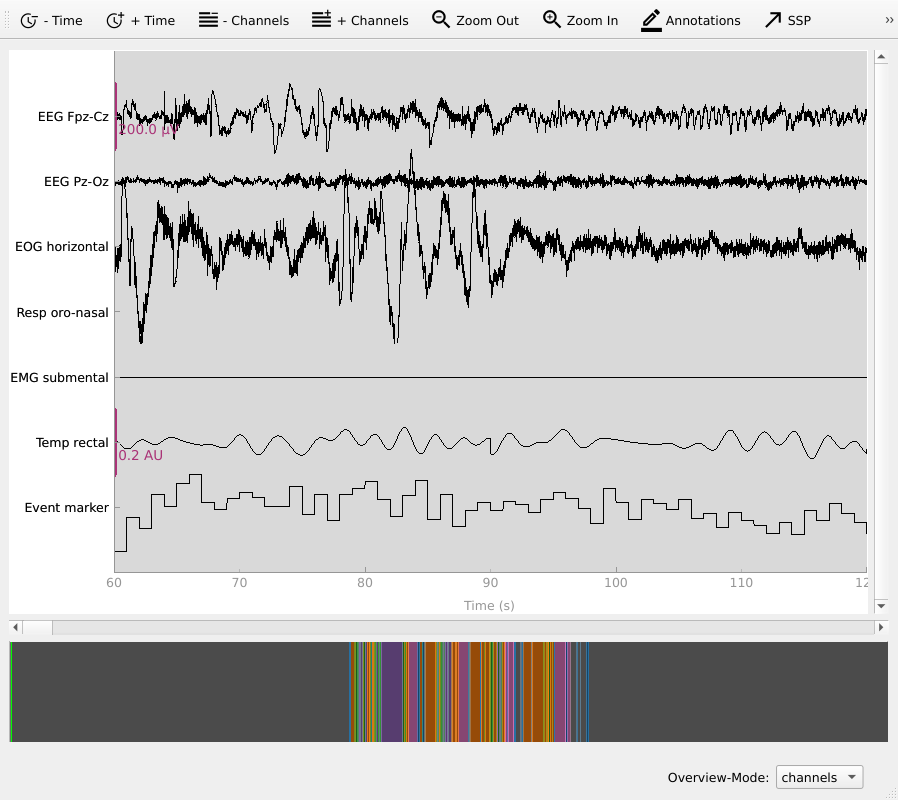 - Time + Time - Channels + Channels Zoom Out Zoom In Annotations SSP »
EEG Fpz-Cz
200.0 µV
EEG Pz-Oz
EOG horizontal
Resp oro-nasal
EMG submental
Temp rectal
0.2 AU
Event marker
60 70 80 90 100 110 12
Time (s)
Overview-Mode: channels